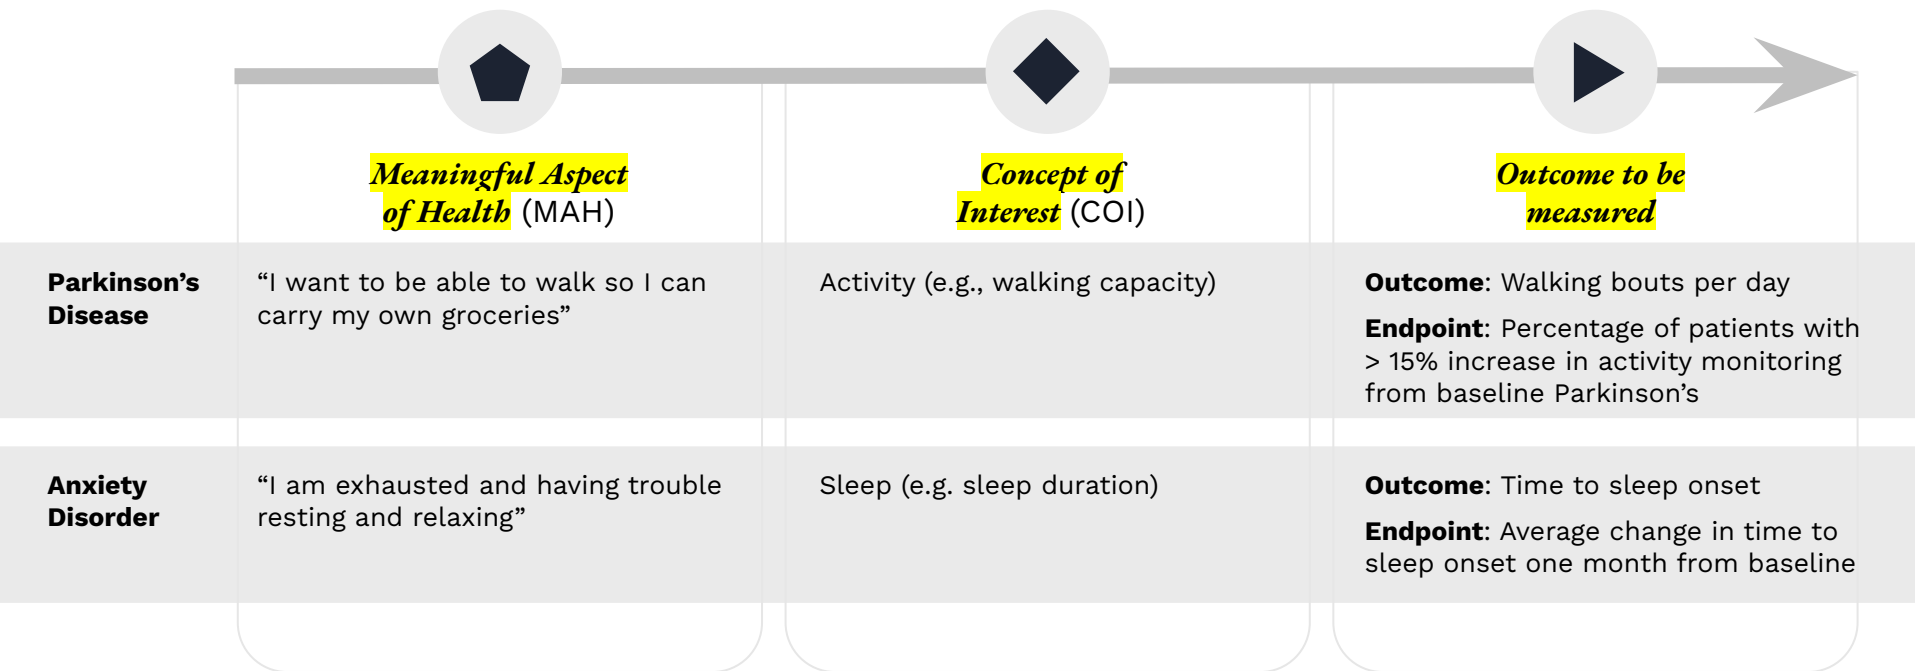 Meaningful Aspect
of Health (MAH)
Concept of
Interest (COI)
Outcome to be
measured
Parkinson’s
Disease
“I want to be able to walk so I can
carry my own groceries”
Activity (e.g., walking capacity)
Outcome: Walking bouts per day
Endpoint: Percentage of patients with
> 15% increase in activity monitoring
from baseline Parkinson’s
Anxiety
Disorder
“I am exhausted and having trouble
resting and relaxing”
Sleep (e.g. sleep duration)
Outcome: Time to sleep onset
Endpoint: Average change in time to
sleep onset one month from baseline